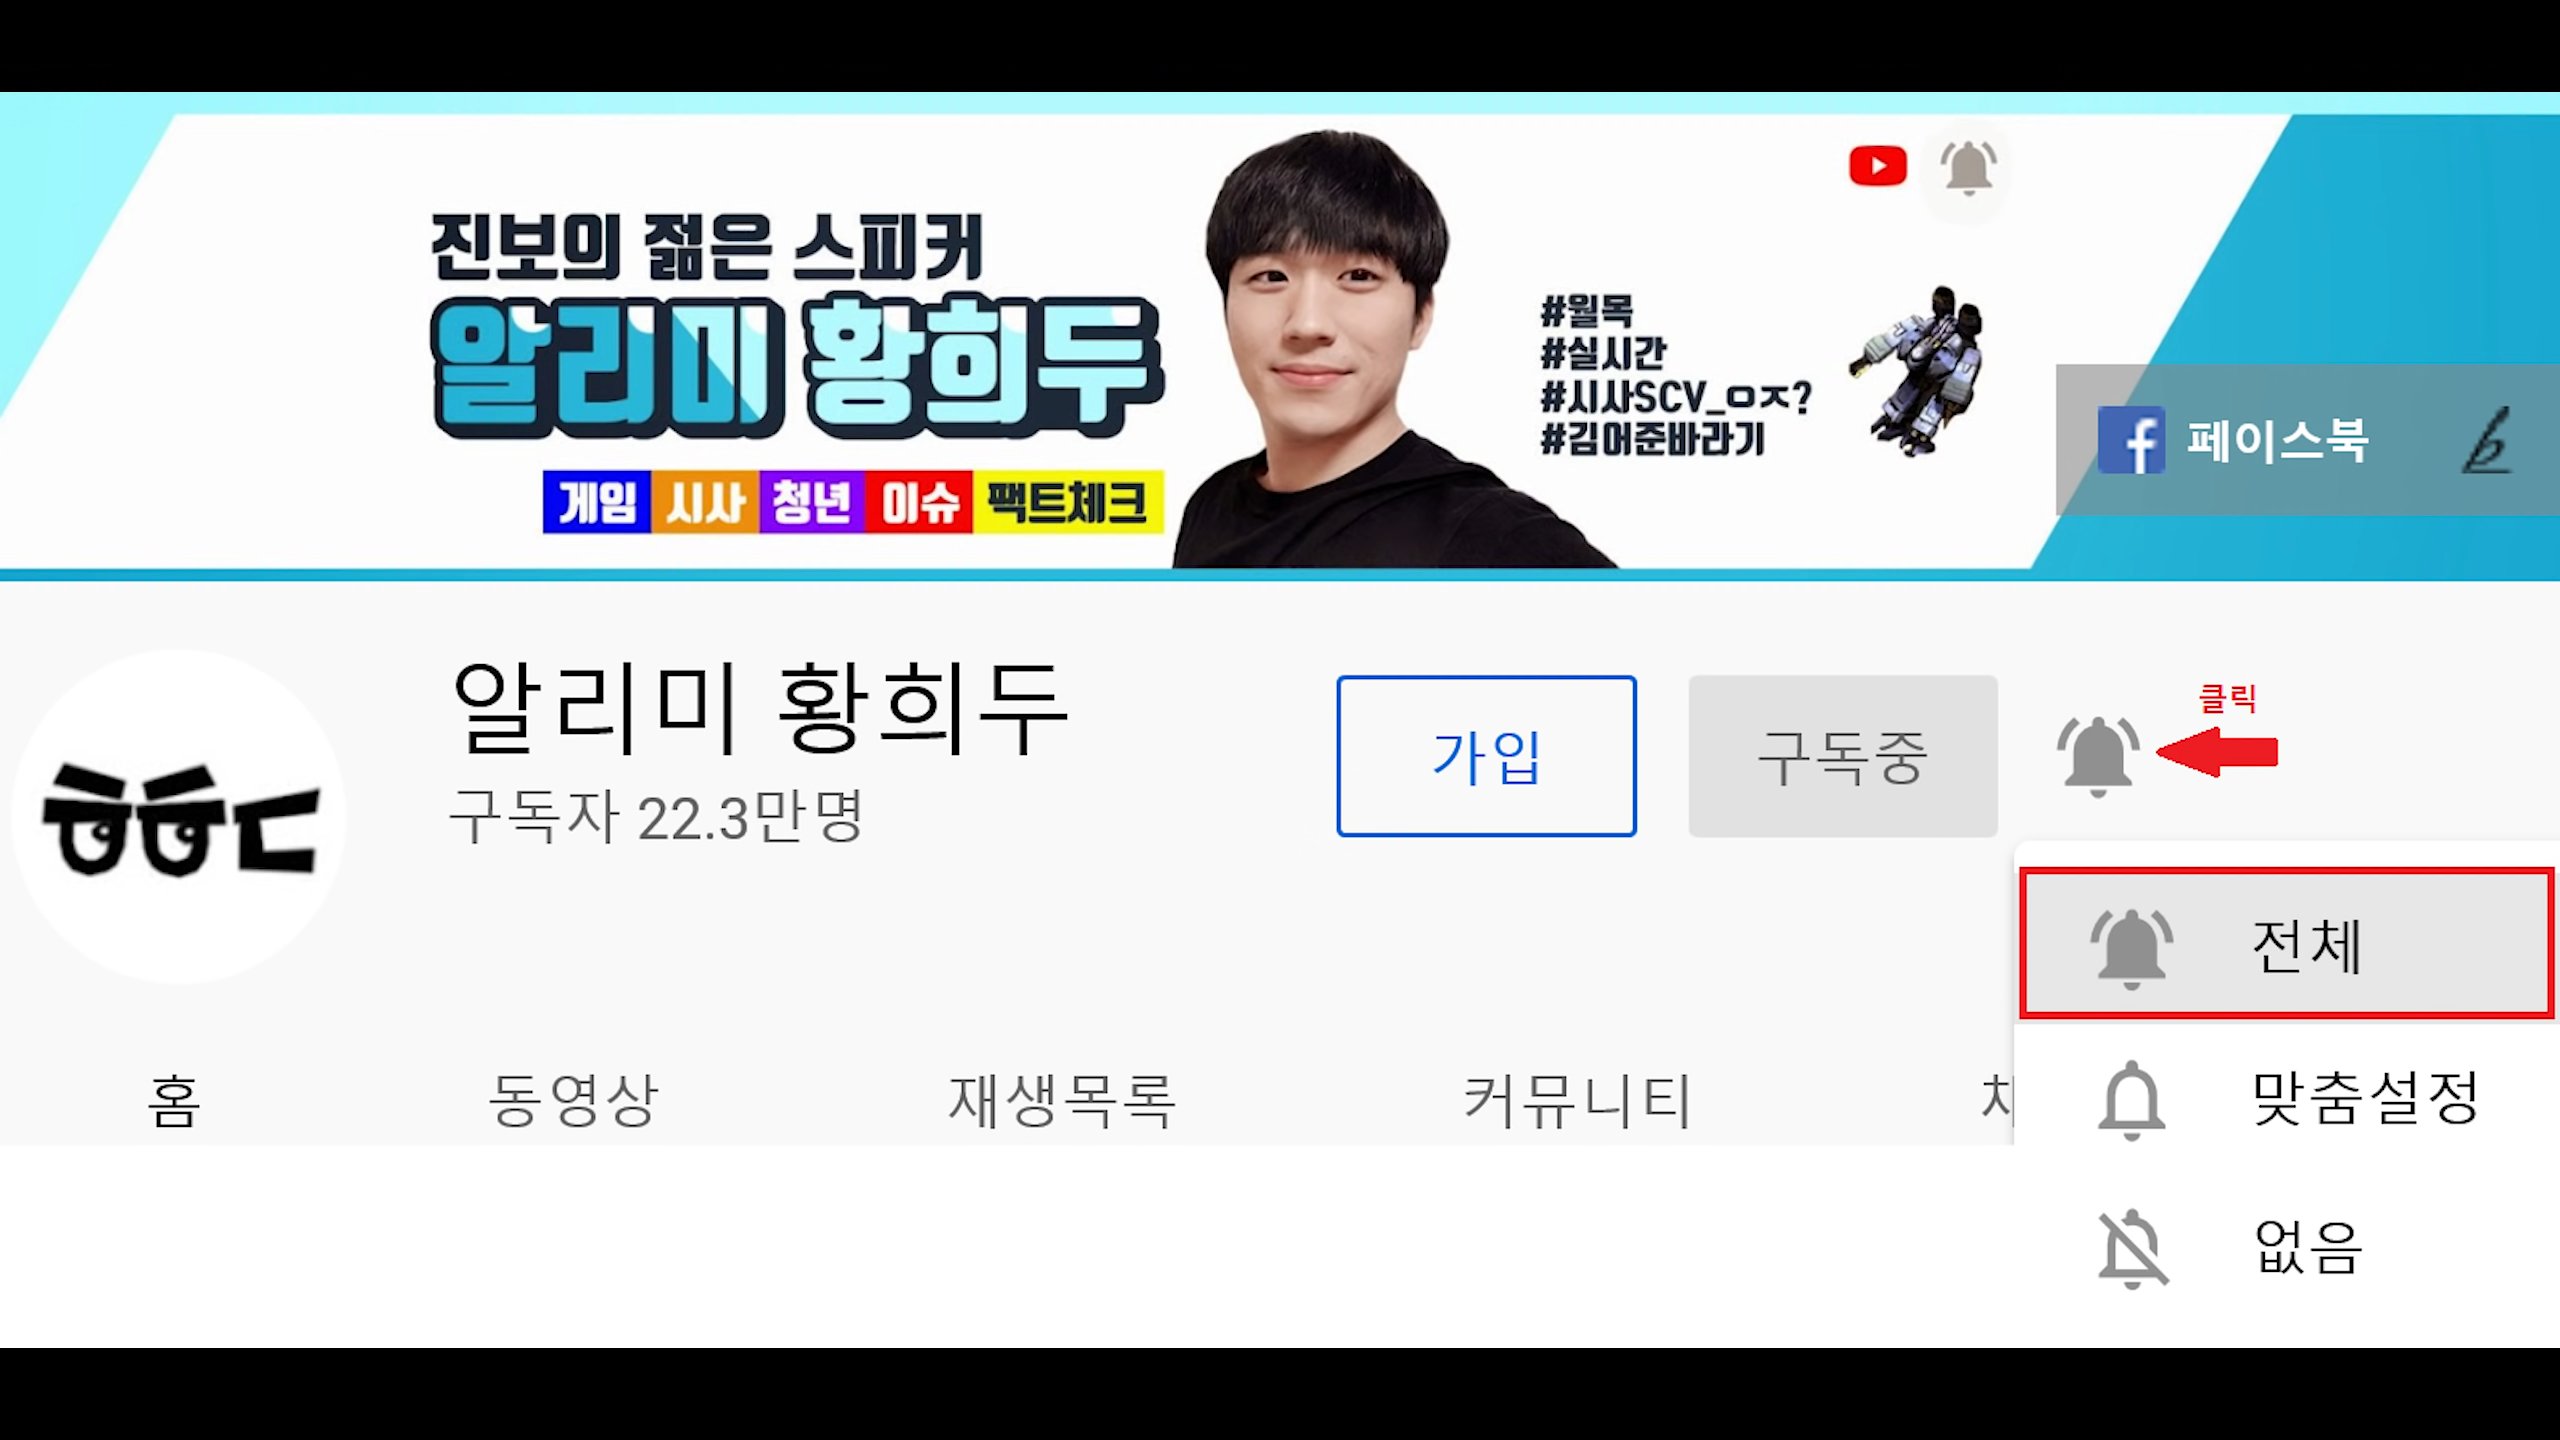 진보의 젊은 스피커
알리미 황희두
게임 시사 청년 이슈 팩트체크
#월목
#실시간
#시사SCV_ㅇㅈ?
#김어준바라기
페이스북
알리미 황희두
구독자 22.3만명
가입
구독중
클릭
전체
맞춤설정
없음
홈 동영상 재생목록 커뮤니티